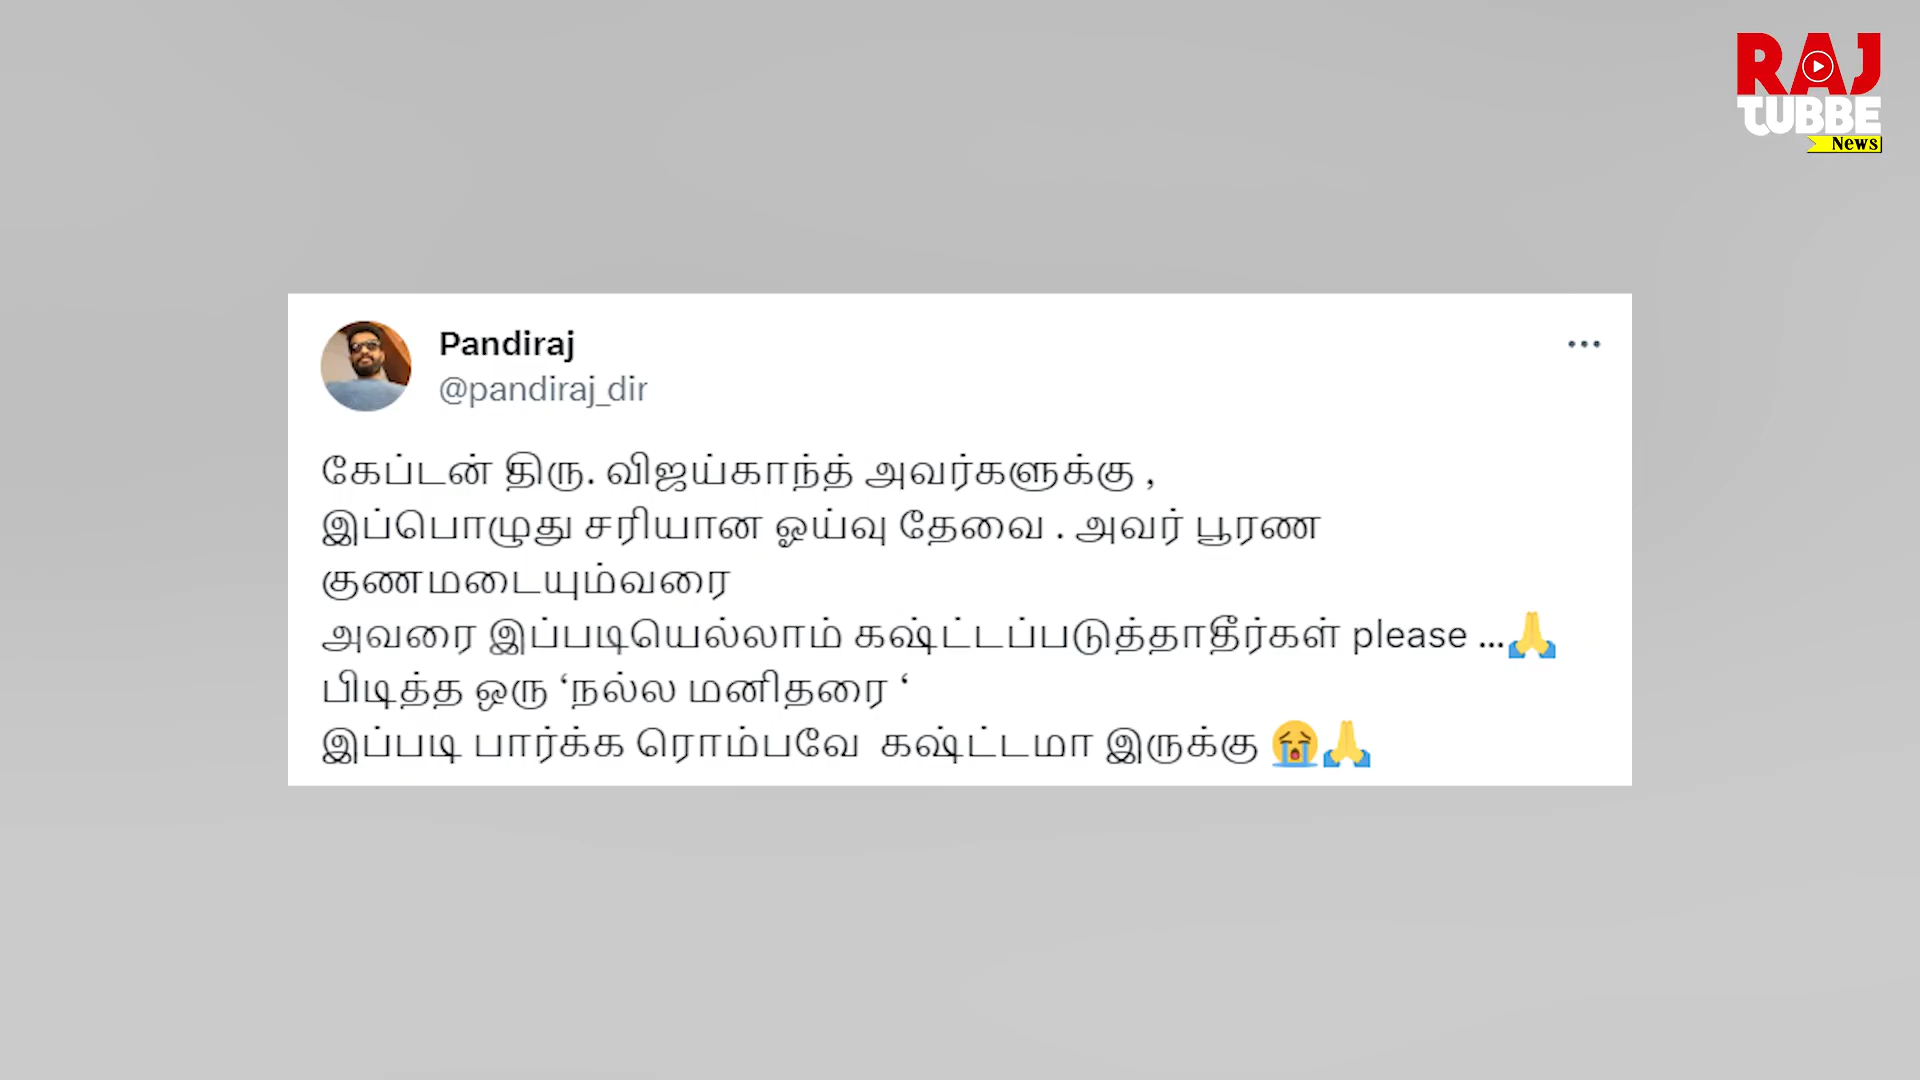 RAJ
TUBBE
News
Pandiraj
@pandiraj_dir
கேப்டன் திரு. விஜய்காந்த் அவர்களுக்கு ,
இப்பொழுது சரியான ஓய்வு தேவை . அவர் பூரண
குணமடையும்வரை
அவரை இப்படியெல்லாம் கஷ்ட்டப்படுத்தாதீர்கள் please ...🙏
பிடித்த ஒரு ‘நல்ல மனிதரை ‘
இப்படி பார்க்க ரொம்பவே கஷ்ட்டமா இருக்கு 😭🙏